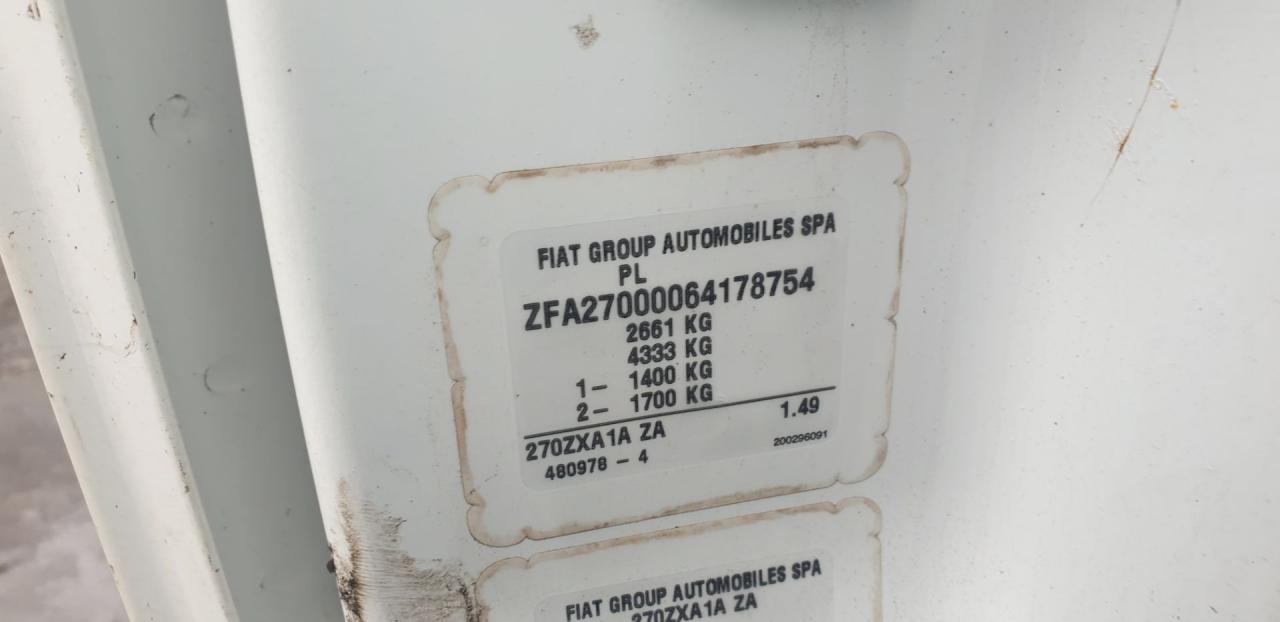 FIAT GROUP AUTOMOBILES SPA
PL
ZFA27000064178754
2661 KG
4333 KG
1- 1400 KG
2- 1700 KG
270ZXA1A ZA 1.49
480978 - 4 200296091
FIAT GROUP AUTOMOBILES SPA
270ZXA1A ZA